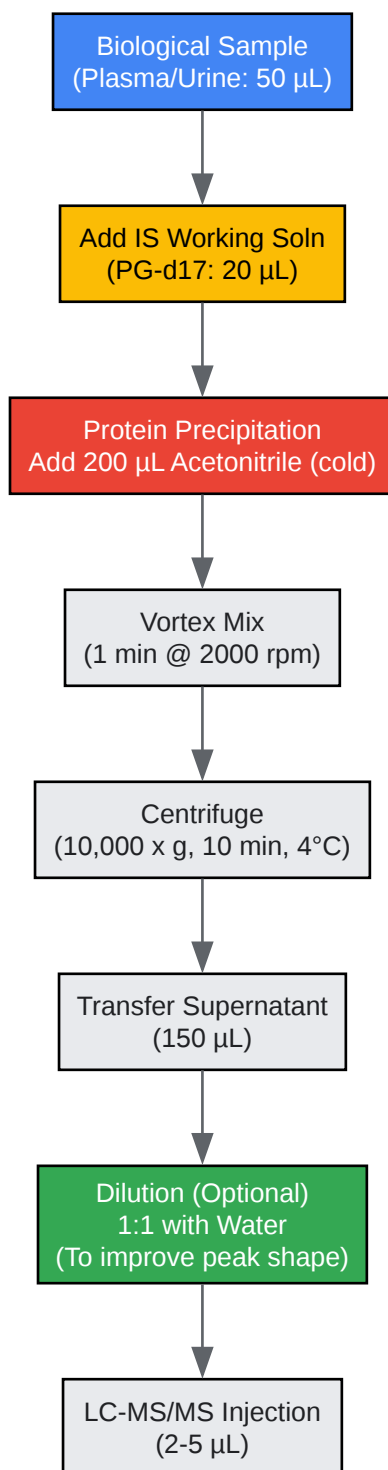 Biological Sample
(Plasma/Urine: 50 µL)
Add IS Working Soln
(PG-d17: 20 µL)
Protein Precipitation
Add 200 µL Acetonitrile (cold)
Vortex Mix
(1 min @ 2000 rpm)
Centrifuge
(10,000 x g, 10 min, 4°C)
Transfer Supernatant
(150 µL)
Dilution (Optional)
1:1 with Water
(To improve peak shape)
LC-MS/MS Injection
(2-5 µL)